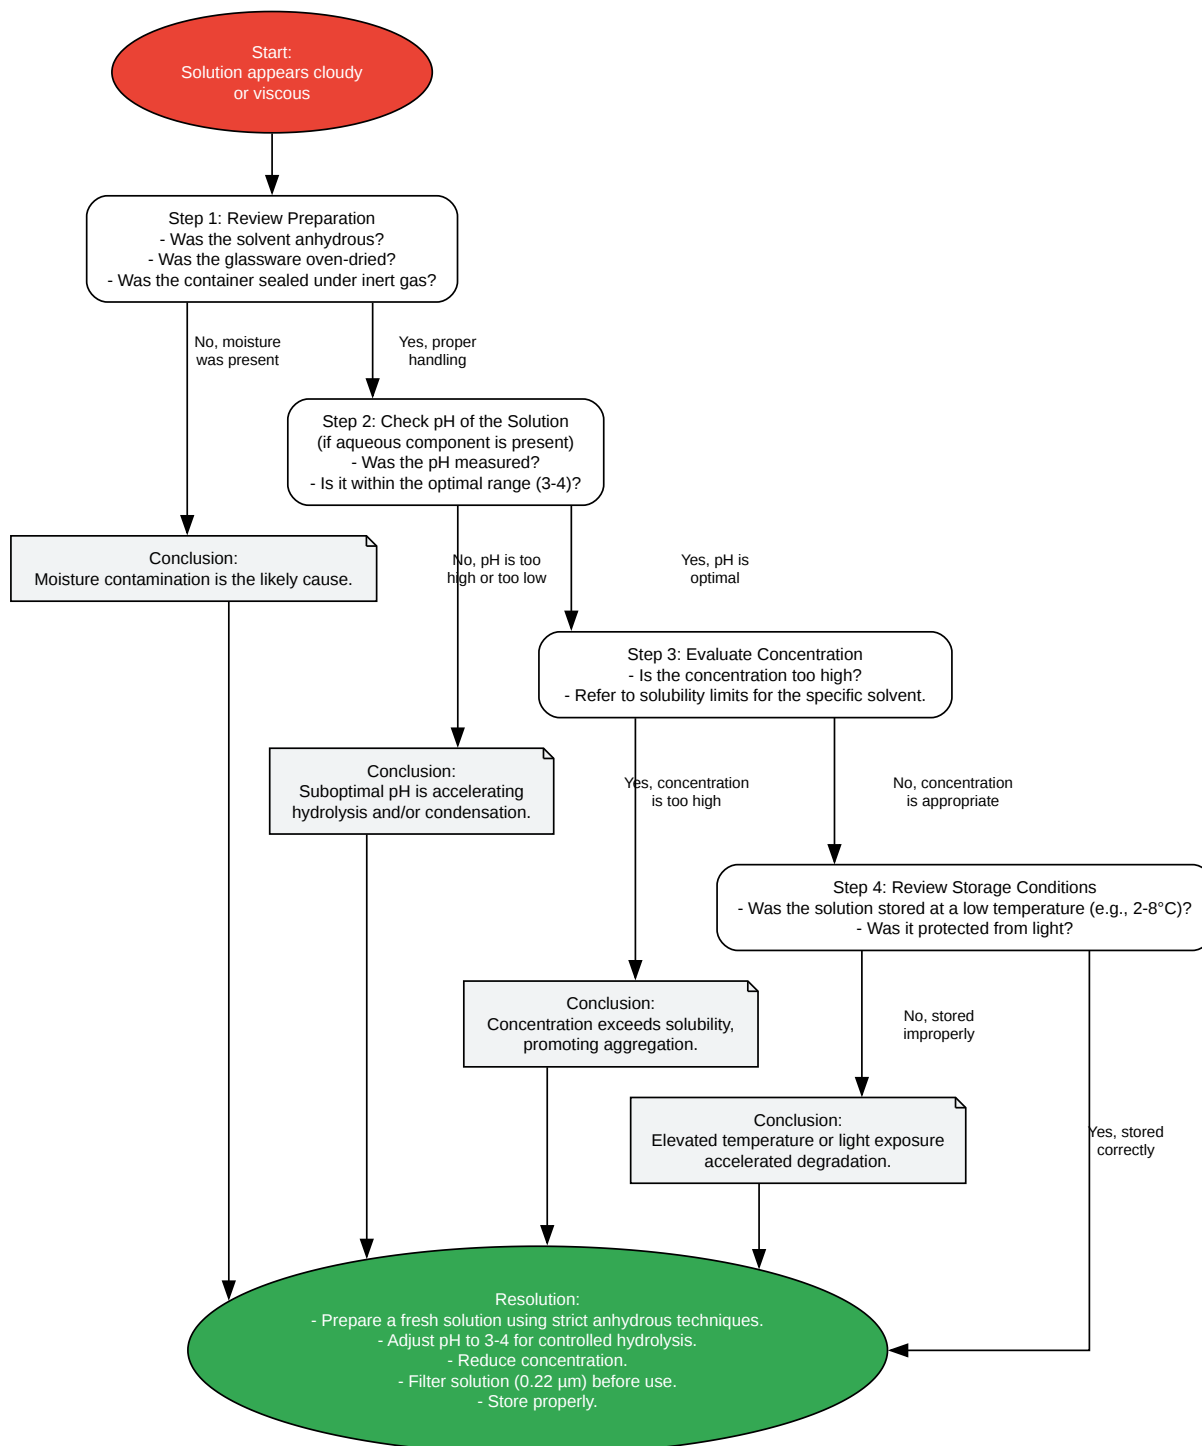 Start:
Solution appears cloudy
or viscous
Step 1: Review Preparation
- Was the solvent anhydrous?
- Was the glassware oven-dried?
- Was the container sealed under inert gas?
No, moisture
was present
Yes, proper
handling
Step 2: Check pH of the Solution
(if aqueous component is present)
- Was the pH measured?
- Is it within the optimal range (3-4)?
Conclusion:
Moisture contamination is the likely cause.
No, pH is too
high or too low
Yes, pH is
optimal
Step 3: Evaluate Concentration
- Is the concentration too high?
- Refer to solubility limits for the specific solvent.
Conclusion:
Suboptimal pH is accelerating
hydrolysis and/or condensation.
Yes, concentration
is too high
No, concentration
is appropriate
Step 4: Review Storage Conditions
- Was the solution stored at a low temperature (e.g., 2-8°C)?
- Was it protected from light?
Conclusion:
Concentration exceeds solubility,
promoting aggregation.
No, stored
improperly
Conclusion:
Elevated temperature or light exposure
accelerated degradation.
Yes, stored
correctly
Resolution:
- Prepare a fresh solution using strict anhydrous techniques.
- Adjust pH to 3-4 for controlled hydrolysis.
- Reduce concentration.
- Filter solution (0.22 µm) before use.
- Store properly.